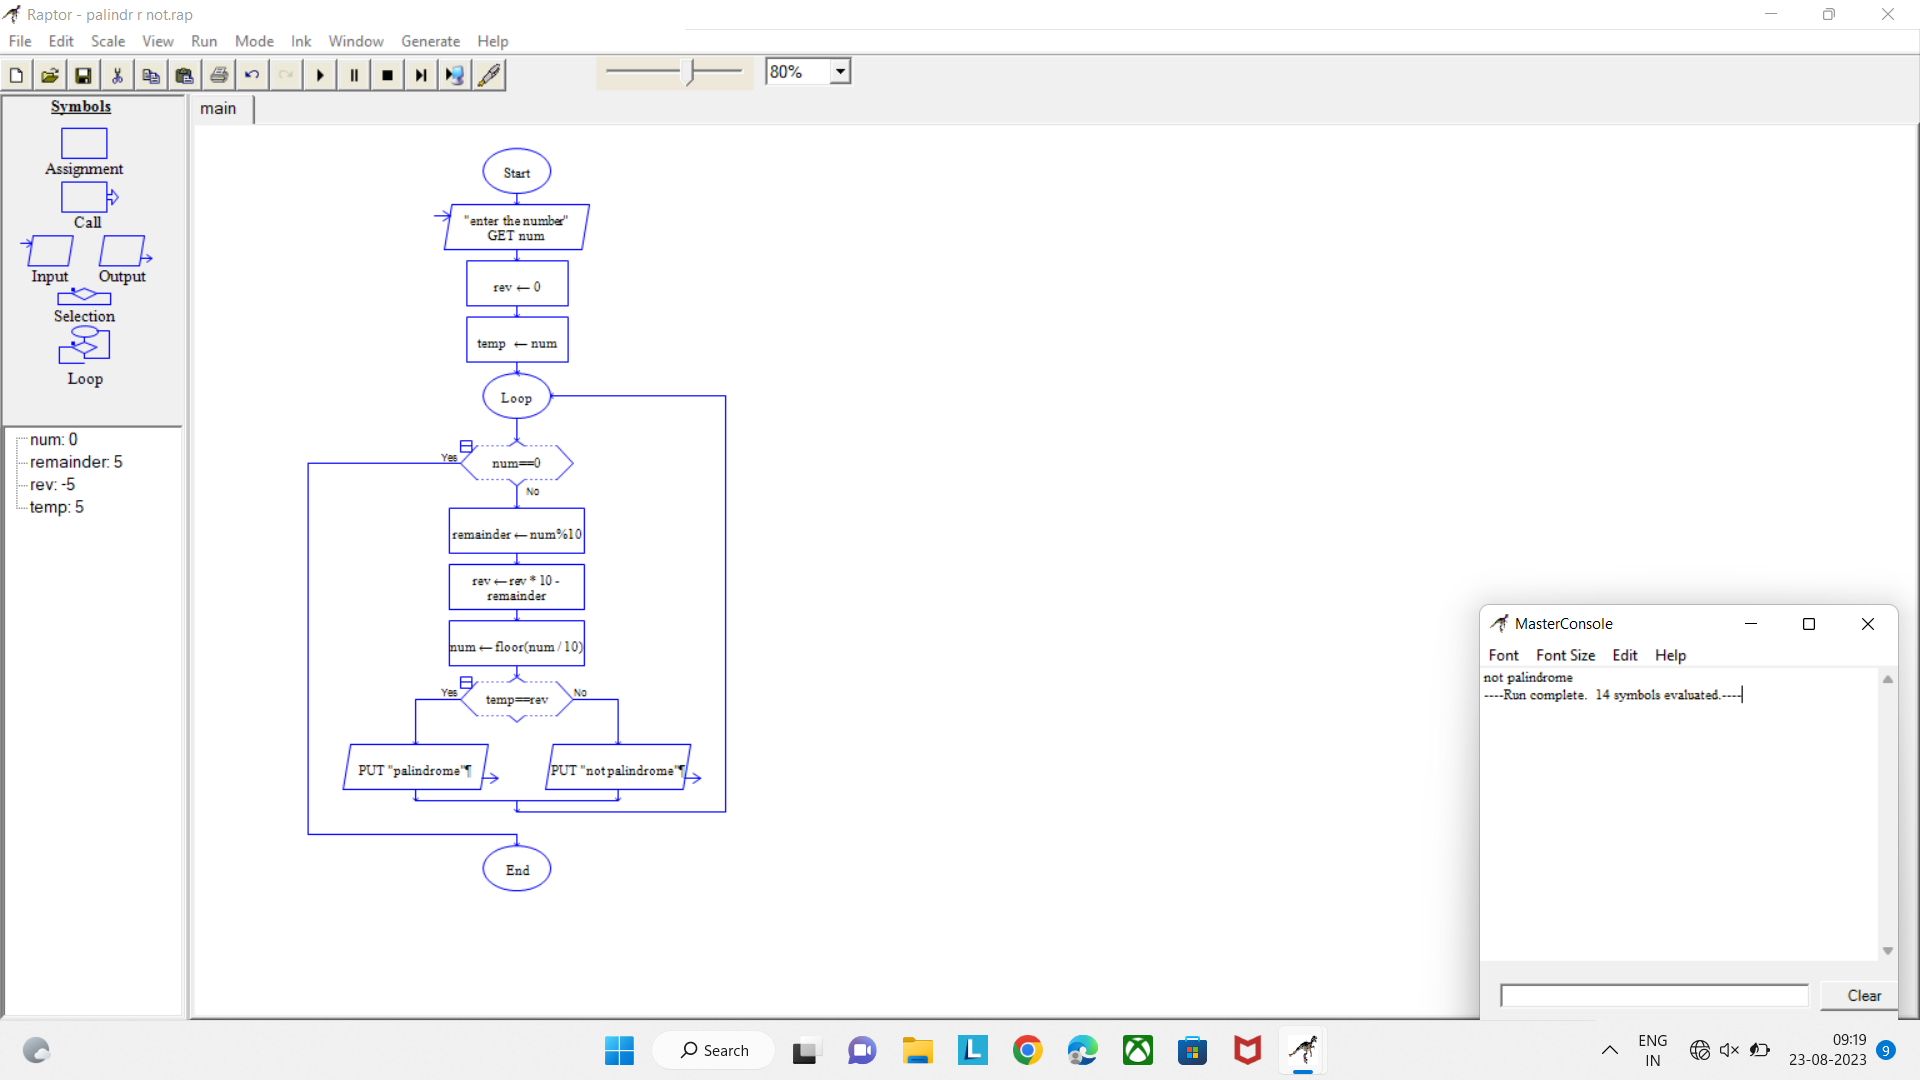 Raptor - palindr r not.rap
File Edit Scale View Run Mode Ink Window Generate Help
80%
Symbols
Assignment
Call
Input Output
Selection
Loop
num: 0
remainder: 5
rev: -5
temp: 5
main
Start
"enter the number"
GET num
rev ← 0
temp ← num
Loop
Yes
num==0
No
remainder ← num%10
rev ← rev * 10 -
remainder
num ← floor(num / 10)
Yes
temp==rev
No
PUT "palindrome"¶
PUT "not palindrome"¶
End
MasterConsole
Font Font Size Edit Help
not palindrome
----Run complete. 14 symbols evaluated.----
Clear
Search
L
ENG
IN
09:19
23-08-2023
9